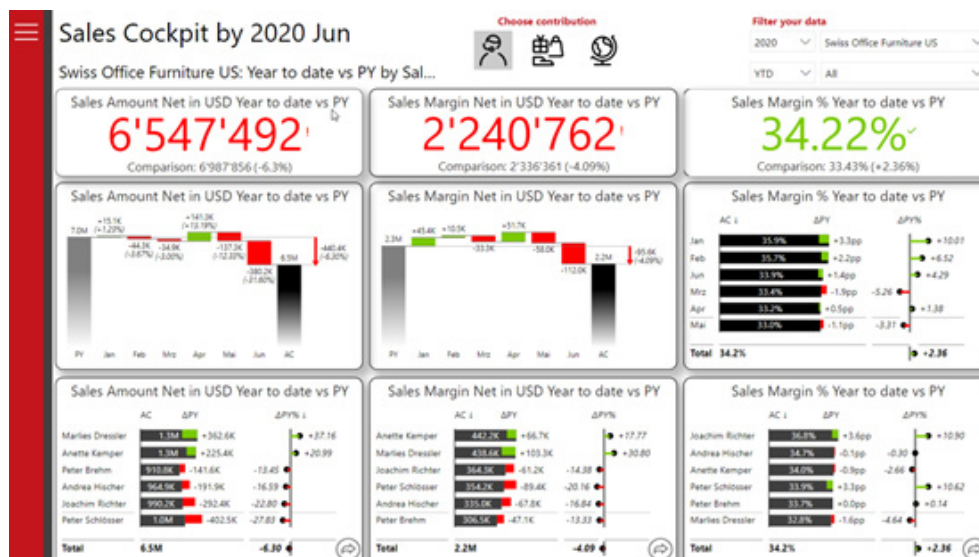 Choose contribution
Filter your data
Sales Cockpit by 2020 Jun
2020
Swiss Office Furniture US
Swiss Office Furniture US: Year to date vs PY by Sal...
YTD
All
Sales Amount Net in USD Year to date vs PY
6'547'492!
Comparison: 6'987'856 (-6.3%)
Sales Margin Net in USD Year to date vs PY
2'240'762!
Comparison: 2'336'361 (-4.09%)
Sales Margin % Year to date vs PY
34.22%
Comparison: 33.43% (+2.36%)
Sales Amount Net in USD Year to date vs PY
7.0M
+15.1K
(+1.23%)
-44.3K
(-3.67%)
-34.9K
(-3.00%)
+141.0K
(+13.19%)
-137.3K
(-12.33%)
-380.2K
(-31.60%)
6.5M
-440.4K
(-6.30%)
PY Jan Feb Mrz Apr Mai Jun AC
Sales Margin Net in USD Year to date vs PY
2.3M
+45.4K
+10.5K
-33.0K
+51.7K
-58.0K
-112.0K
2.2M
-95.6K
(-4.09%)
PY Jan Feb Mrz Apr Mai Jun AC
Sales Margin % Year to date vs PY
AC ↓ ΔPY ΔPY%
Jan 35.9% +3.3pp +10.01
Feb 35.7% +2.2pp +6.52
Jun 33.9% +1.4pp +4.29
Mrz 33.4% -1.9pp -5.26
Apr 33.2% +0.5pp +1.38
Mai 33.0% -1.1pp -3.31
Total 34.2% +2.36
Sales Amount Net in USD Year to date vs PY
AC ΔPY ΔPY% ↓
Marlies Dressler 1.3M +362.6K +37.16
Anette Kemper 1.3M +225.4K +20.99
Peter Brehm 910.8K -141.6K -13.45
Andrea Hischer 964.9K -191.9K -16.59
Joachim Richter 990.2K -292.4K -22.80
Peter Schlösser 1.0M -402.5K -27.83
Total 6.5M -6.30
Sales Margin Net in USD Year to date vs PY
AC ↓ ΔPY ΔPY%
Anette Kemper 442.2K +66.7K +17.77
Marlies Dressler 438.6K +103.3K +30.80
Joachim Richter 364.3K -61.2K -14.38
Peter Schlösser 354.2K -89.4K -20.16
Andrea Hischer 335.0K -67.8K -16.84
Peter Brehm 306.5K -47.1K -13.33
Total 2.2M -4.09
Sales Margin % Year to date vs PY
AC ↓ ΔPY ΔPY%
Joachim Richter 36.8% +3.6pp +10.90
Andrea Hischer 34.7% -0.1pp -0.30
Anette Kemper 34.0% -0.9pp -2.66
Peter Schlösser 33.9% +3.3pp +10.62
Peter Brehm 33.7% +0.0pp +0.14
Marlies Dressler 32.8% -1.6pp -4.64
Total 34.2% +2.36